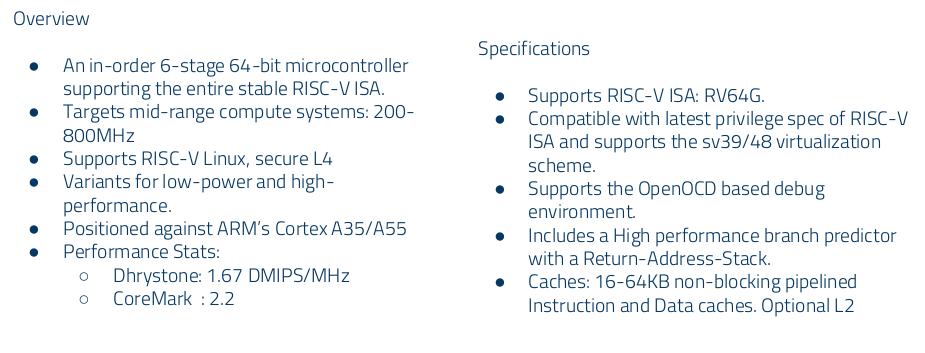 Overview
● An in-order 6-stage 64-bit microcontroller
supporting the entire stable RISC-V ISA.
● Targets mid-range compute systems: 200-
800MHz
● Supports RISC-V Linux, secure L4
● Variants for low-power and high-
performance.
● Positioned against ARM's Cortex A35/A55
● Performance Stats:
○ Dhrystone: 1.67 DMIPS/MHz
○ CoreMark : 2.2
Specifications
● Supports RISC-V ISA: RV64G.
● Compatible with latest privilege spec of RISC-V
ISA and supports the sv39/48 virtualization
scheme.
● Supports the OpenOCD based debug
environment.
● Includes a High performance branch predictor
with a Return-Address-Stack.
● Caches: 16-64KB non-blocking pipelined
Instruction and Data caches. Optional L2